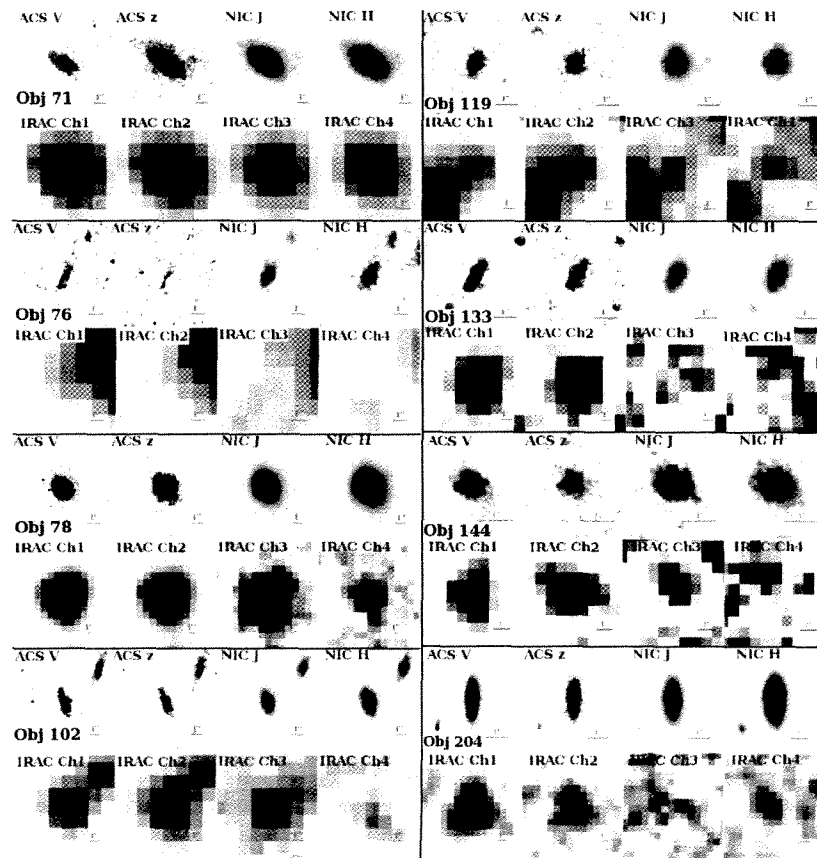 ACS V ACS z NIC J NIC H
Obj 71
IRAC Ch1 IRAC Ch2 IRAC Ch3 IRAC Ch4
ACS V ACS z NIC J NIC H
Obj 119
IRAC Ch1 IRAC Ch2 IRAC Ch3 IRAC Ch4
ACS V ACS z NIC J NIC H
Obj 76
IRAC Ch1 IRAC Ch2 IRAC Ch3 IRAC Ch4
ACS V ACS z NIC J NIC H
Obj 133
IRAC Ch1 IRAC Ch2 IRAC Ch3 IRAC Ch4
ACS V ACS z NIC J NIC H
Obj 78
IRAC Ch1 IRAC Ch2 IRAC Ch3 IRAC Ch4
ACS V ACS z NIC J NIC H
Obj 144
IRAC Ch1 IRAC Ch2 IRAC Ch3 IRAC Ch4
ACS V ACS z NIC J NIC H
Obj 102
IRAC Ch1 IRAC Ch2 IRAC Ch3 IRAC Ch4
ACS V ACS z NIC J NIC H
Obj 204
IRAC Ch1 IRAC Ch2 IRAC Ch3 IRAC Ch4